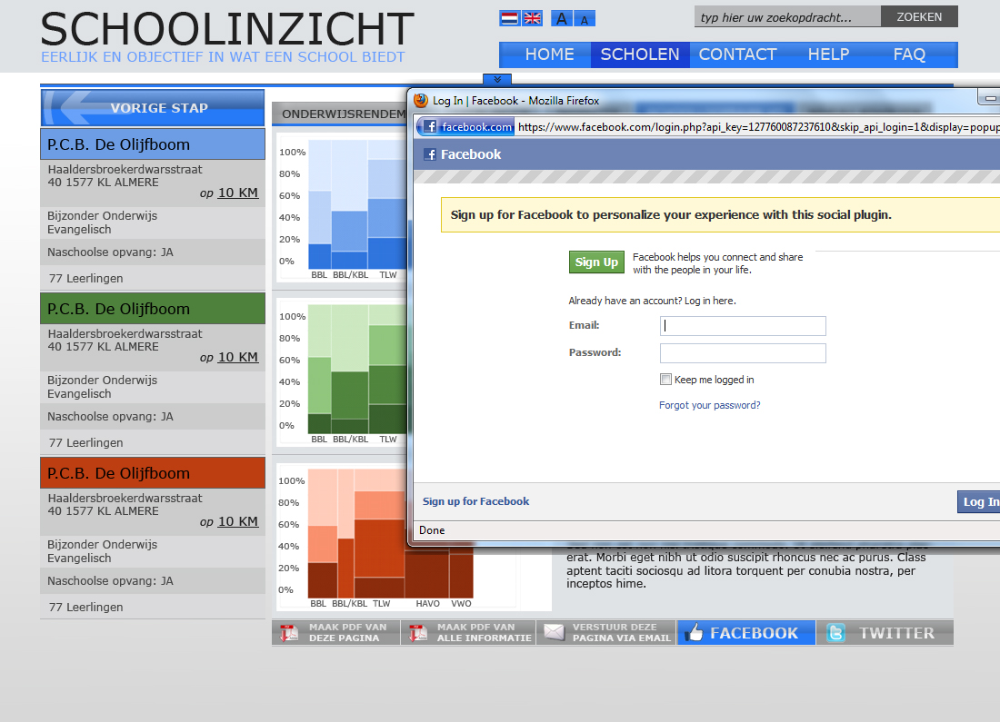 SCHOOLINZICHT
EERLIJK EN OBJECTIEF IN WAT EEN SCHOOL BIEDT
A A
typ hier uw zoekopdracht...
ZOEKEN
HOME SCHOLEN CONTACT HELP FAQ
VORIGE STAP
P.C.B. De Olijfboom
Haaldersbroekerdwarsstraat
40 1577 KL ALMERE
op 10 KM
Bijzonder Onderwijs
Evangelisch
Naschoolse opvang: JA
77 Leerlingen
P.C.B. De Olijfboom
Haaldersbroekerdwarsstraat
40 1577 KL ALMERE
op 10 KM
Bijzonder Onderwijs
Evangelisch
Naschoolse opvang: JA
77 Leerlingen
P.C.B. De Olijfboom
Haaldersbroekerdwarsstraat
40 1577 KL ALMERE
op 10 KM
Bijzonder Onderwijs
Evangelisch
Naschoolse opvang: JA
77 Leerlingen
ONDERWIJSRENDEM
100%
80%
60%
40%
20%
0%
BBL BBL/KBL TLW
100%
80%
60%
40%
20%
0%
BBL BBL/KBL TLW
100%
80%
60%
40%
20%
0%
BBL BBL/KBL TLW HAVO VWO
Log In | Facebook - Mozilla Firefox
facebook.com https://www.facebook.com/login.php?api_key=127760087237610&skip_api_login=1&display=popup
Facebook
Sign up for Facebook to personalize your experience with this social plugin.
Sign Up
Facebook helps you connect and share
with the people in your life.
Already have an account? Log in here.
Email:
Password:
Keep me logged in
Forgot your password?
Sign up for Facebook
Log In
Done
erat. Morbi eget nibh ut odio suscipit rhoncus nec ac purus. Class
aptent taciti sociosqu ad litora torquent per conubia nostra, per
inceptos hime.
MAAK PDF VAN
DEZE PAGINA
MAAK PDF VAN
ALLE INFORMATIE
VERSTUUR DEZE
PAGINA VIA EMAIL
FACEBOOK
TWITTER